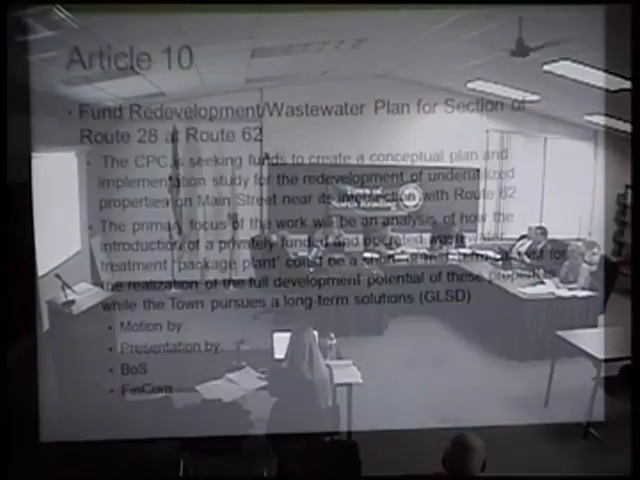 Article 10
• Fund Redevelopment/Wastewater Plan for Section of
Route 28 at Route 62
• The CPC is seeking funds to create a conceptual plan and
implementation study for the redevelopment of underutilized
properties on Main Street near its intersection with Route 62
• The primary focus of the work will be an analysis of how the
introduction of a privately funded and operated wastewater
treatment "package plant" could be a for
the realization of the full development potential of these properties
while the Town pursues a long-term solutions (GLSD)
• Motion by
• Presentation by
• BoS
• FinCom